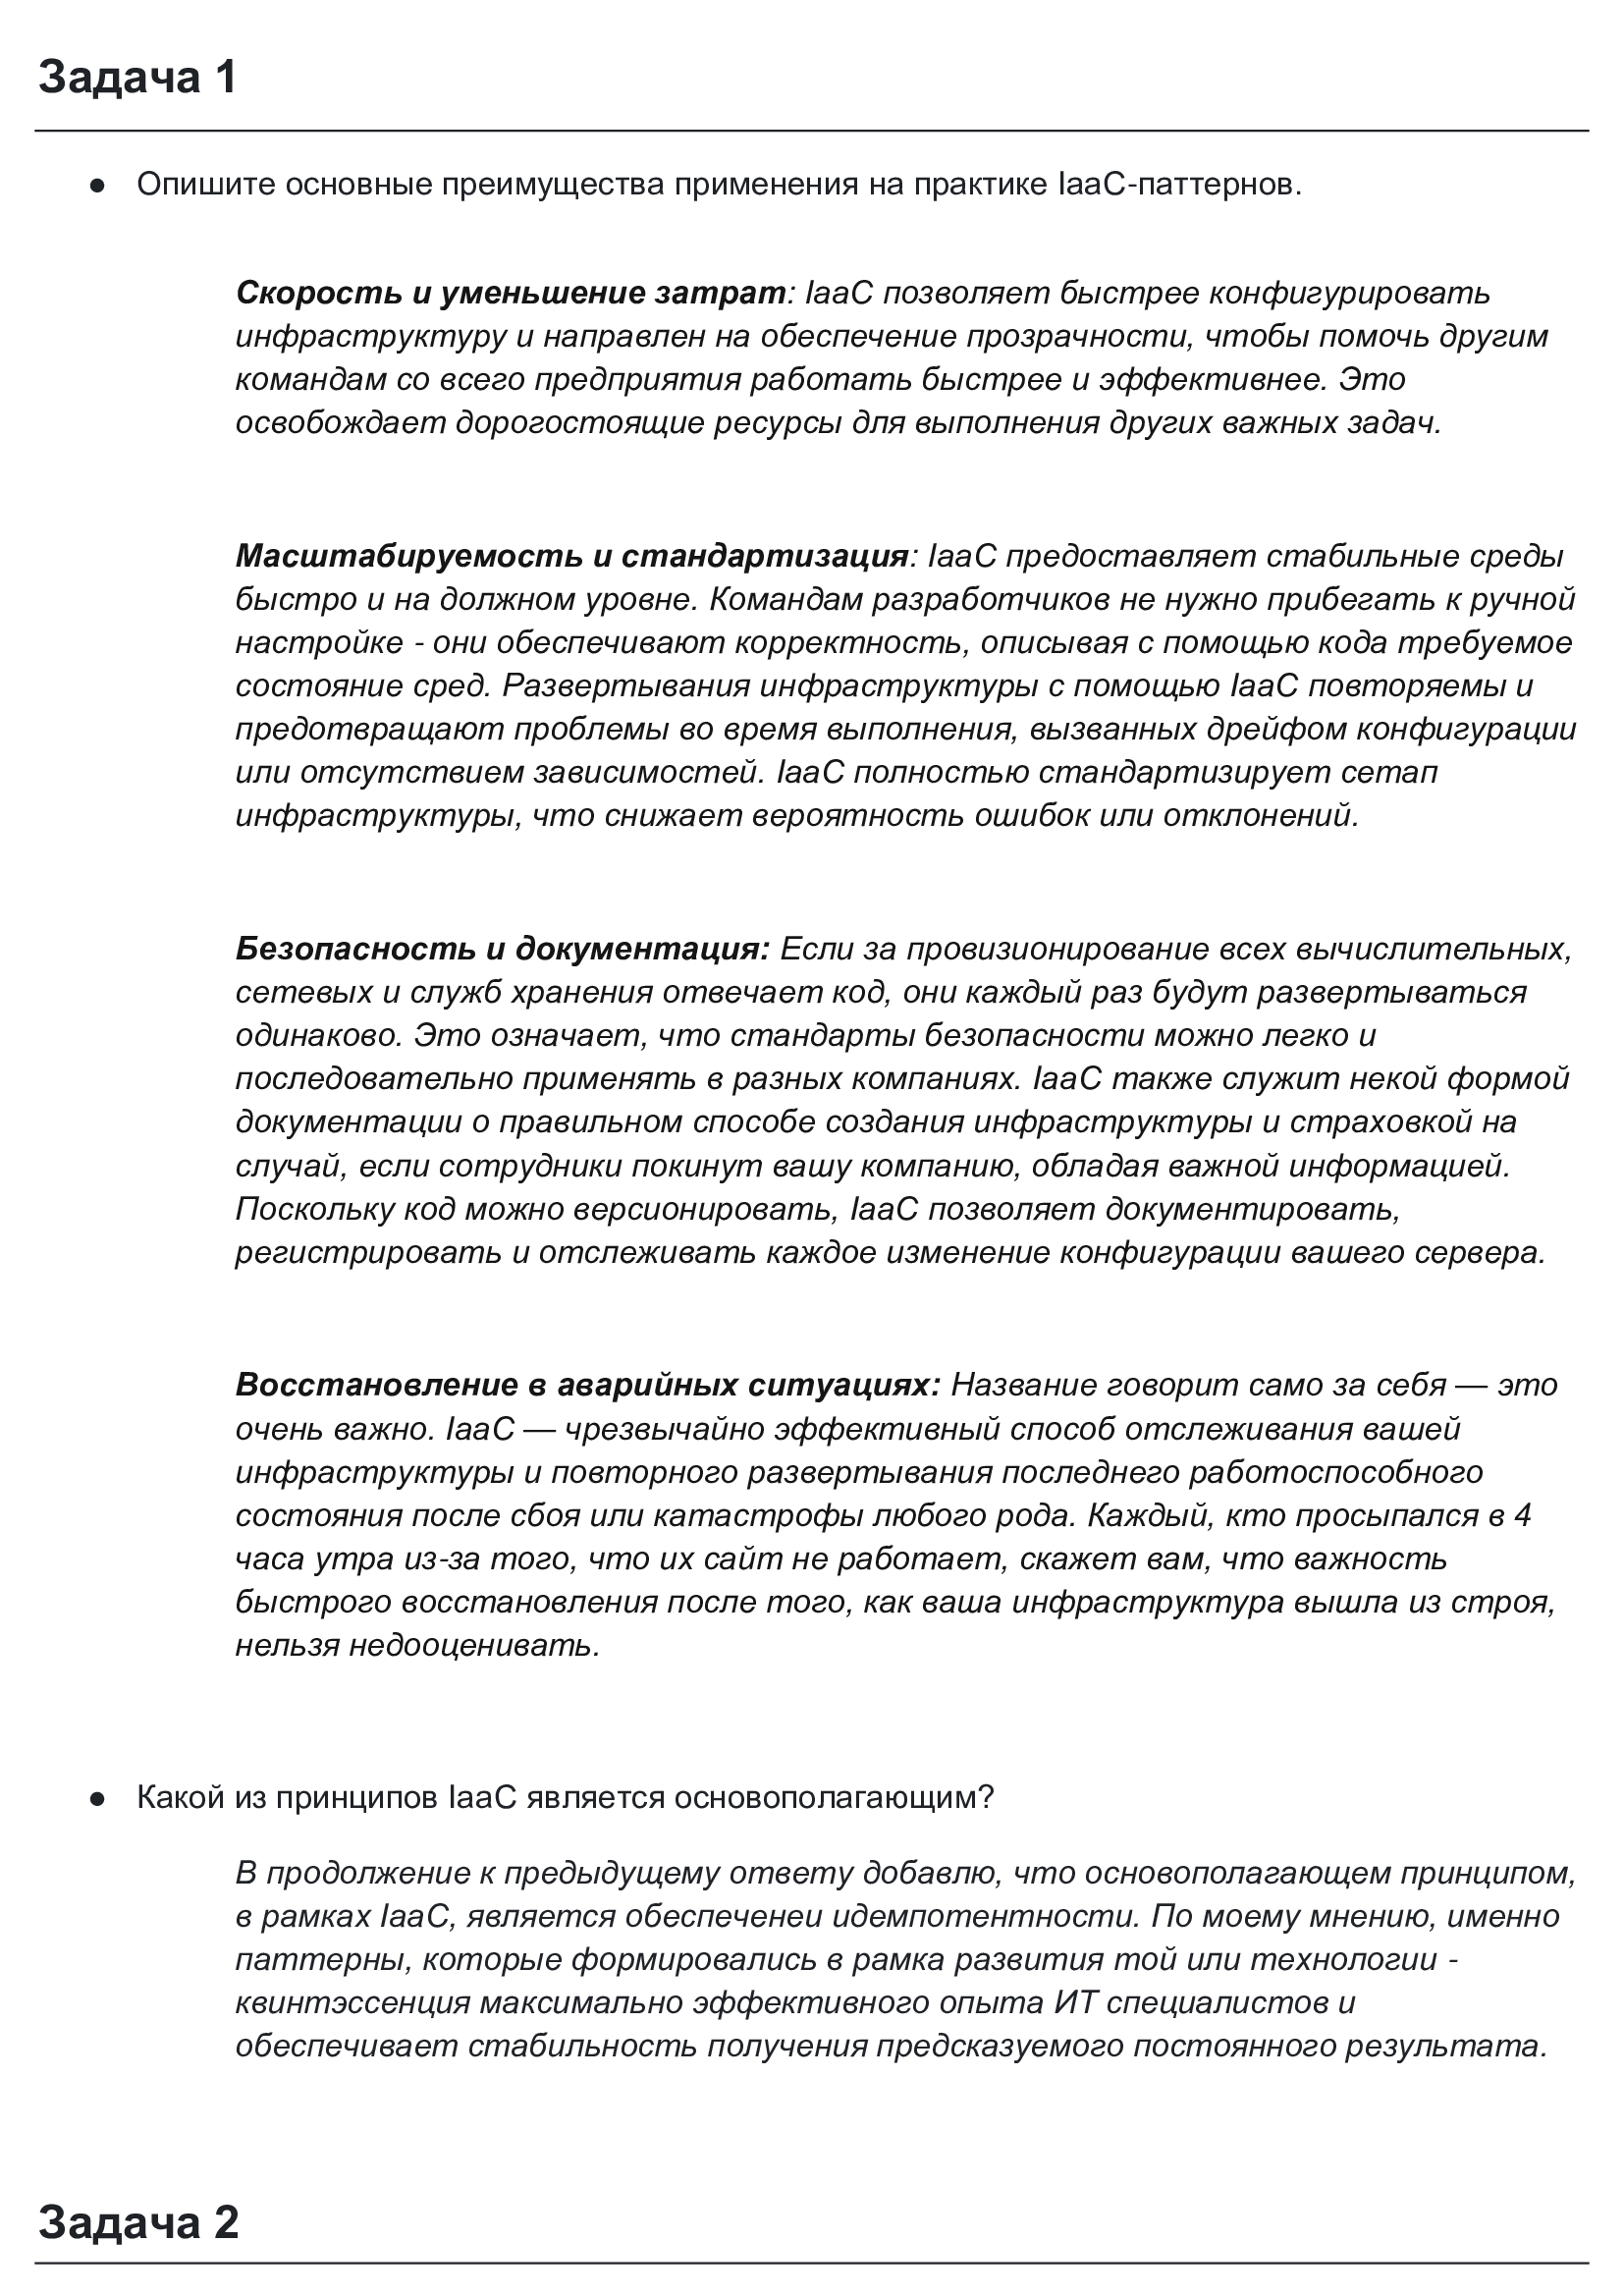 Задача 1
● Опишите основные преимущества применения на практике IaaC-паттернов.
Скорость и уменьшение затрат: IaaC позволяет быстрее конфигурировать
инфраструктуру и направлен на обеспечение прозрачности, чтобы помочь другим
командам со всего предприятия работать быстрее и эффективнее. Это
освобождает дорогостоящие ресурсы для выполнения других важных задач.
Масштабируемость и стандартизация: IaaC предоставляет стабильные среды
быстро и на должном уровне. Командам разработчиков не нужно прибегать к ручной
настройке - они обеспечивают корректность, описывая с помощью кода требуемое
состояние сред. Развертывания инфраструктуры с помощью IaaC повторяемы и
предотвращают проблемы во время выполнения, вызванных дрейфом конфигурации
или отсутствием зависимостей. IaaC полностью стандартизирует сетап
инфраструктуры, что снижает вероятность ошибок или отклонений.
Безопасность и документация: Если за провизионирование всех вычислительных,
сетевых и служб хранения отвечает код, они каждый раз будут развертываться
одинаково. Это означает, что стандарты безопасности можно легко и
последовательно применять в разных компаниях. IaaC также служит некой формой
документации о правильном способе создания инфраструктуры и страховкой на
случай, если сотрудники покинут вашу компанию, обладая важной информацией.
Поскольку код можно версионировать, IaaC позволяет документировать,
регистрировать и отслеживать каждое изменение конфигурации вашего сервера.
Восстановление в аварийных ситуациях: Название говорит само за себя — это
очень важно. IaaC — чрезвычайно эффективный способ отслеживания вашей
инфраструктуры и повторного развертывания последнего работоспособного
состояния после сбоя или катастрофы любого рода. Каждый, кто просыпался в 4
часа утра из-за того, что их сайт не работает, скажет вам, что важность
быстрого восстановления после того, как ваша инфраструктура вышла из строя,
нельзя недооценивать.
● Какой из принципов IaaC является основополагающим?
В продолжение к предыдущему ответу добавлю, что основополагающем принципом,
в рамках IaaC, является обеспеченеи идемпотентности. По моему мнению, именно
паттерны, которые формировались в рамка развития той или технологии -
квинтэссенция максимально эффективного опыта ИТ специалистов и
обеспечивает стабильность получения предсказуемого постоянного результата.
Задача 2